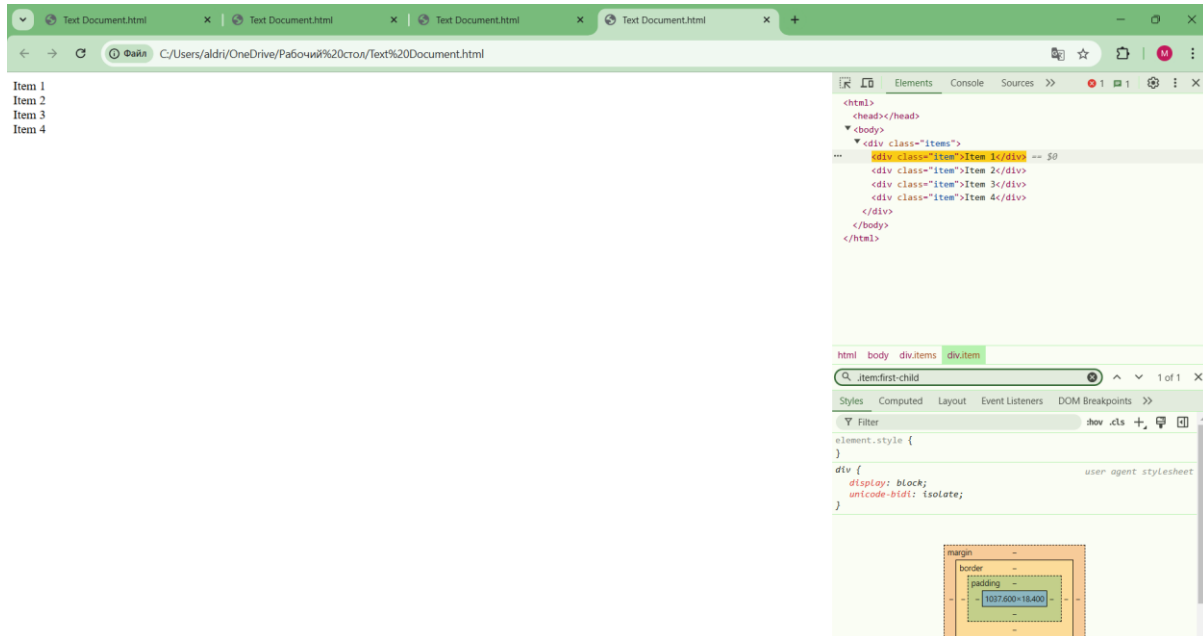 Text Document.html Text Document.html Text Document.html Text Document.html
Файл C:/Users/aldri/OneDrive/Рабочий%20стол/Text%20Document.html M
Item 1
Item 2
Item 3
Item 4
Elements Console Sources 1 1
<html>
<head></head>
<body>
<div class="items">
<div class="item">Item 1</div> == $0
<div class="item">Item 2</div>
<div class="item">Item 3</div>
<div class="item">Item 4</div>
</div>
</body>
</html>
html body div.items div.item
.item:first-child 1 of 1
Styles Computed Layout Event Listeners DOM Breakpoints
Filter :hov .cls
element.style {
}
div { user agent stylesheet
display: block;
unicode-bidi: isolate;
}
margin –
border –
padding –
– – – 1037.600×18.400 – – –
–
–